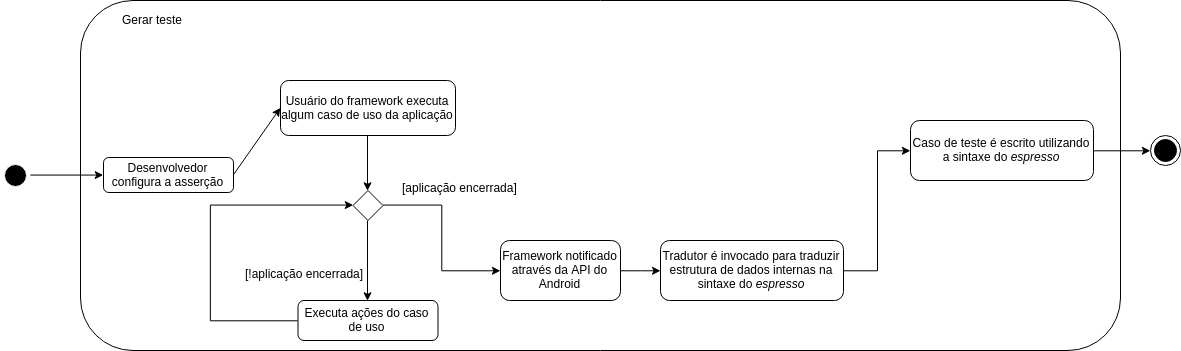 Gerar teste
Usuário do framework executa
algum caso de uso da aplicação
Desenvolvedor
configura a asserção
[aplicação encerrada]
[!aplicação encerrada]
Executa ações do caso
de uso
Framework notificado
através da API do
Android
Tradutor é invocado para traduzir
estrutura de dados internas na
sintaxe do espresso
Caso de teste é escrito utilizando
a sintaxe do espresso